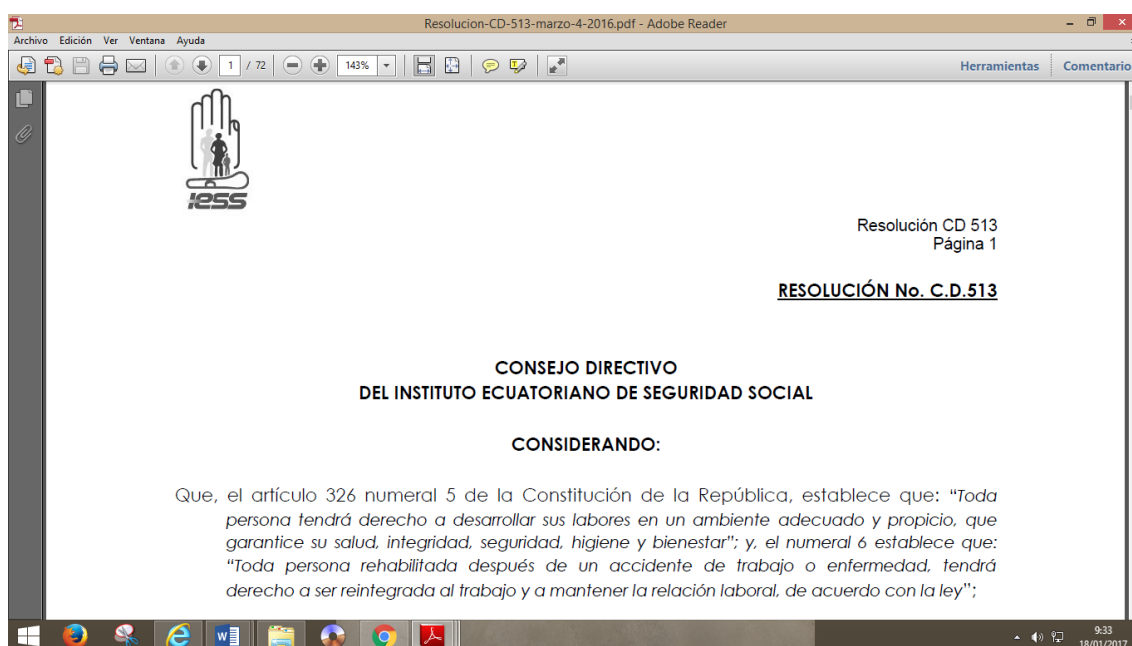 Resolucion-CD-513-marzo-4-2016.pdf - Adobe Reader
Archivo Edición Ver Ventana Ayuda
1 / 72 143% Herramientas Comentario
IESS
Resolución CD 513
Página 1
RESOLUCIÓN No. C.D.513
CONSEJO DIRECTIVO
DEL INSTITUTO ECUATORIANO DE SEGURIDAD SOCIAL
CONSIDERANDO:
Que, el artículo 326 numeral 5 de la Constitución de la República, establece que: “Toda
persona tendrá derecho a desarrollar sus labores en un ambiente adecuado y propicio, que
garantice su salud, integridad, seguridad, higiene y bienestar”; y, el numeral 6 establece que:
“Toda persona rehabilitada después de un accidente de trabajo o enfermedad, tendrá
derecho a ser reintegrada al trabajo y a mantener la relación laboral, de acuerdo con la ley”;
9:33
18/01/2017